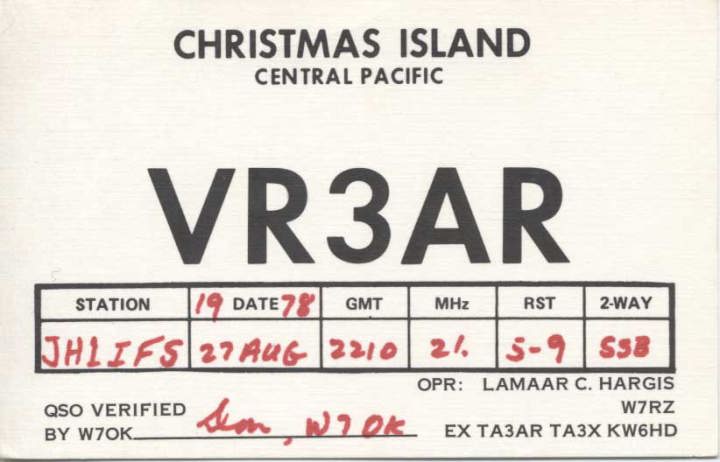 CHRISTMAS ISLAND
CENTRAL PACIFIC
VR3AR
STATION 19 DATE 78 GMT MHz RST 2-WAY
JH1IFS 27 AUG 2210 21. 5-9 SSB
OPR: LAMAAR C. HARGIS
QSO VERIFIED W7RZ
BY W7OK , W7OK EX TA3AR TA3X KW6HD